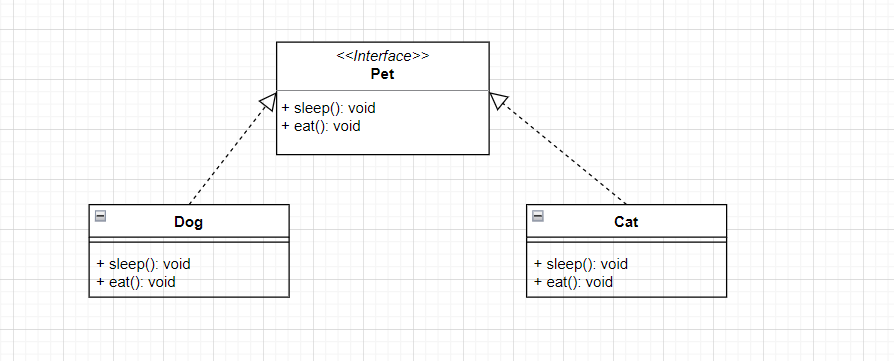 <<Interface>>
Pet
+ sleep(): void
+ eat(): void
Dog
+ sleep(): void
+ eat(): void
Cat
+ sleep(): void
+ eat(): void